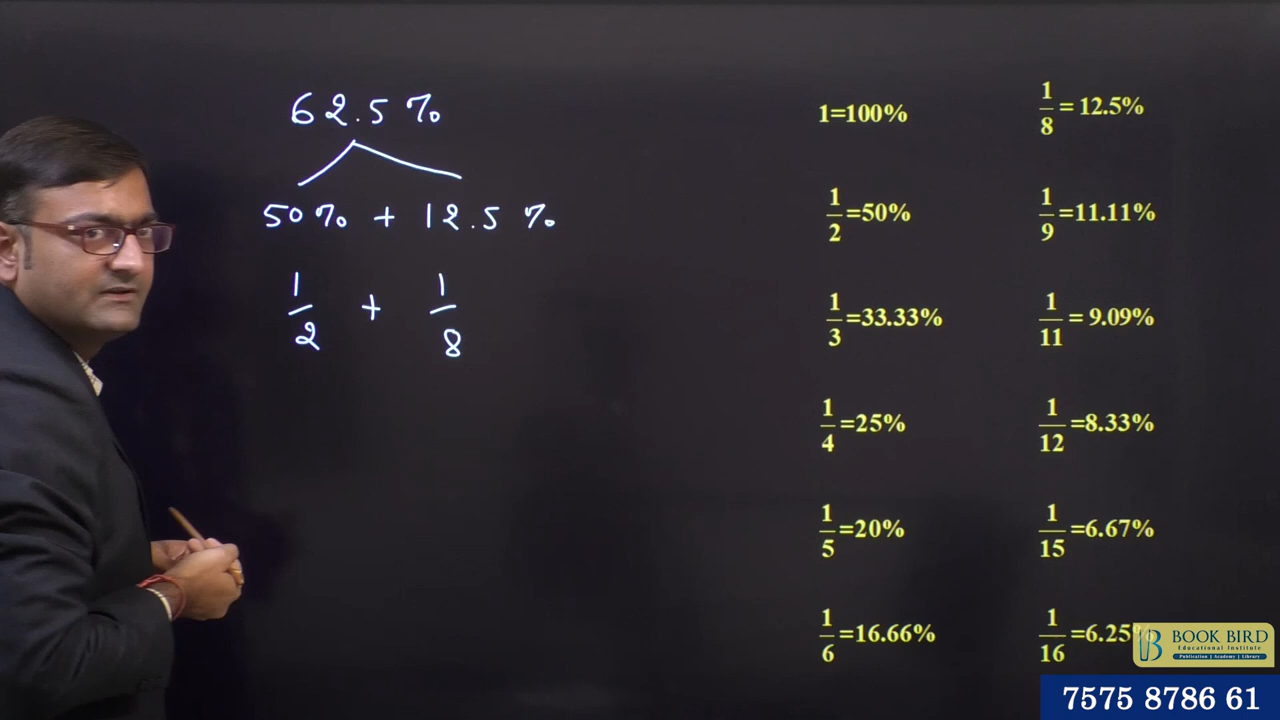 62.5 %
50 % + 12.5 %
1/2 + 1/8
1=100%
1/2=50%
1/3=33.33%
1/4=25%
1/5=20%
1/6=16.66%
1/8 = 12.5%
1/9=11.11%
1/11 = 9.09%
1/12=8.33%
1/15=6.67%
1/16=6.25%
BOOK BIRD
Educational Institute
Publication | Academy | Library
7575 8786 61